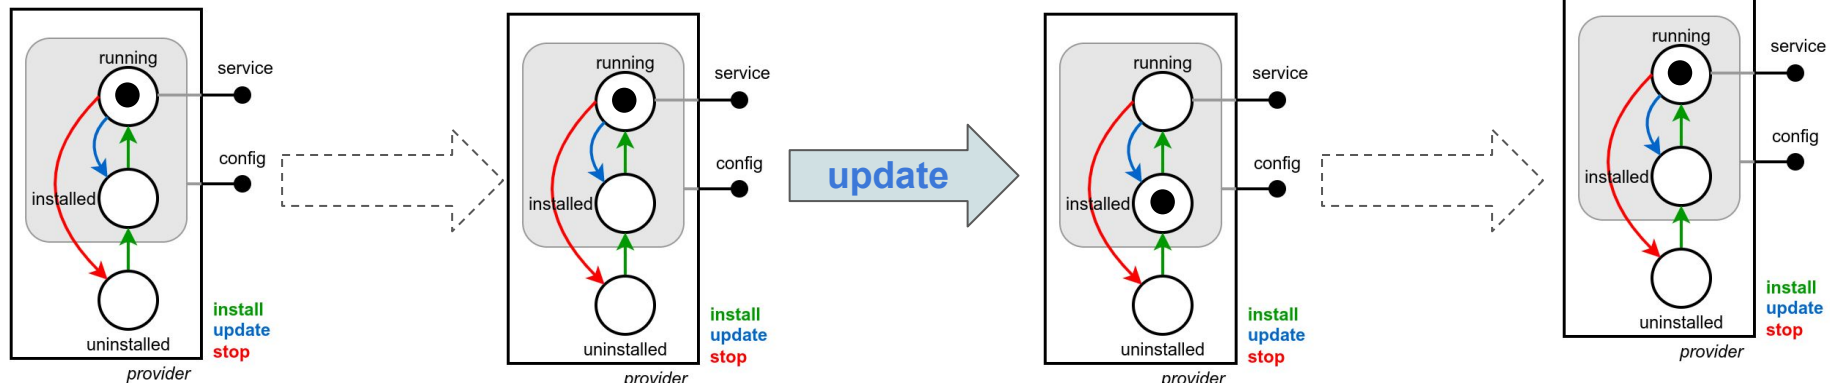 running
service
config
installed
install
update
stop
uninstalled
provider
running
service
config
installed
install
update
stop
uninstalled
provider
update
running
service
config
installed
install
update
stop
uninstalled
provider
running
service
config
installed
install
update
stop
uninstalled
provider